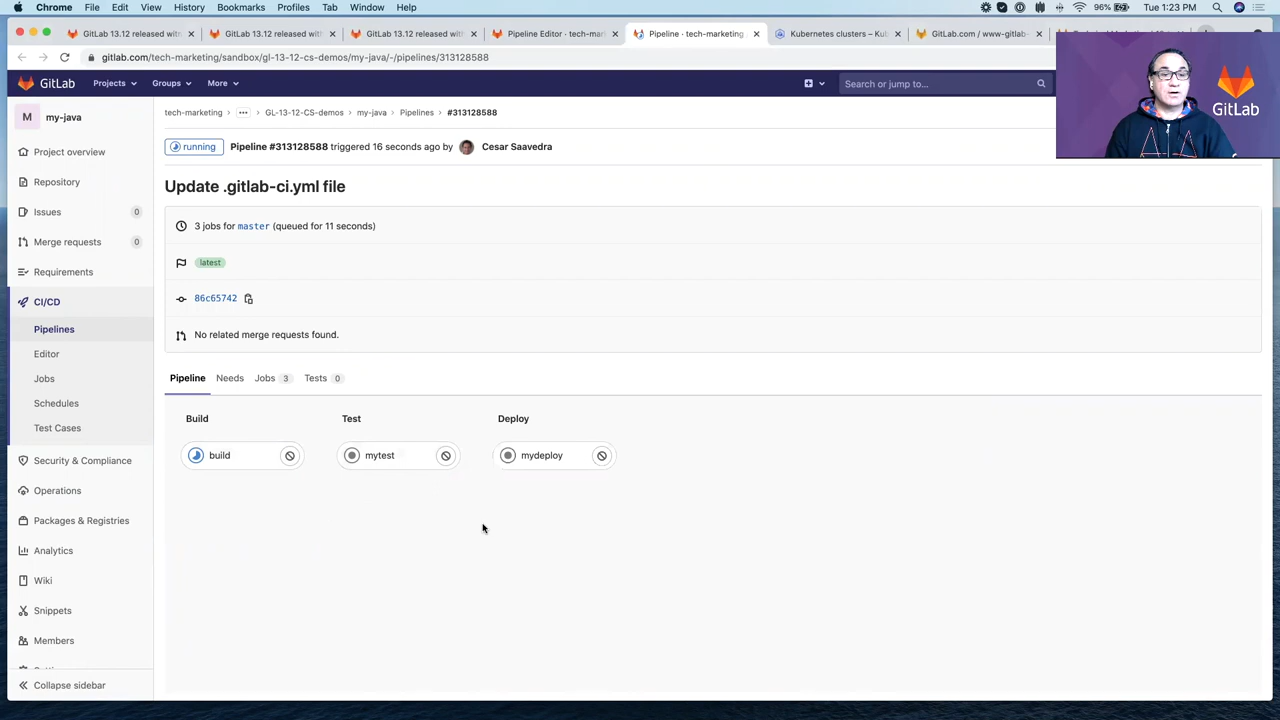 Chrome File Edit View History Bookmarks Profiles Tab Window Help 96% Tue 1:23 PM
GitLab 13.12 released with GitLab 13.12 released with GitLab 13.12 released with Pipeline Editor · tech-mar Pipeline · tech-marketing Kubernetes clusters – Kub GitLab.com / www-gitlab-
gitlab.com/tech-marketing/sandbox/gl-13-12-cs-demos/my-java/-/pipelines/313128588
GitLab Projects Groups More Search or jump to...
GitLab
M my-java
Project overview
Repository
Issues 0
Merge requests 0
Requirements
CI/CD
Pipelines
Editor
Jobs
Schedules
Test Cases
Security & Compliance
Operations
Packages & Registries
Analytics
Wiki
Snippets
Members
Collapse sidebar
tech-marketing ... GL-13-12-CS-demos my-java Pipelines #313128588
running Pipeline #313128588 triggered 16 seconds ago by Cesar Saavedra
Update .gitlab-ci.yml file
3 jobs for master (queued for 11 seconds)
latest
86c65742
No related merge requests found.
Pipeline Needs Jobs 3 Tests 0
Build Test Deploy
build mytest mydeploy